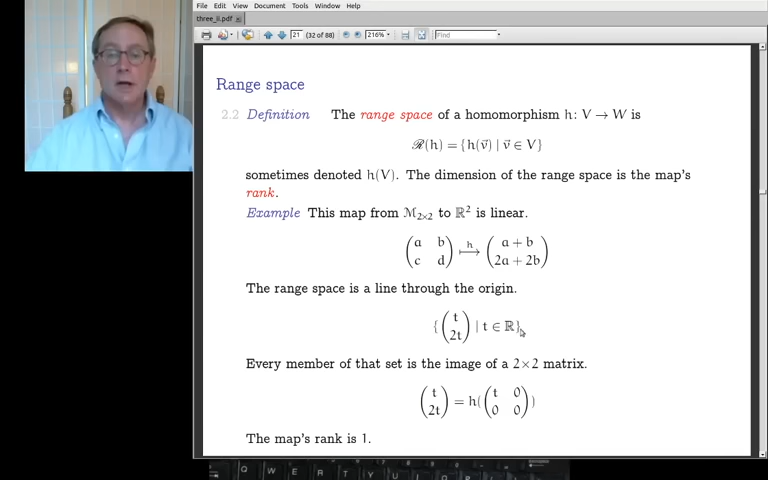 File Edit View Document Tools Window Help
three_ii.pdf
21 (32 of 88) 216% Find
Range space
2.2 Definition The range space of a homomorphism h: V → W is
ℛ(h) = {h(v⃗) | v⃗ ∈ V}
sometimes denoted h(V). The dimension of the range space is the map's
rank.
Example This map from M2×2 to ℝ² is linear.
(a b
c d) ↦h (a + b
2a + 2b)
The range space is a line through the origin.
{(t
2t) | t ∈ ℝ}
Every member of that set is the image of a 2×2 matrix.
(t
2t) = h((t 0
0 0))
The map's rank is 1.
Q W E R T Y U